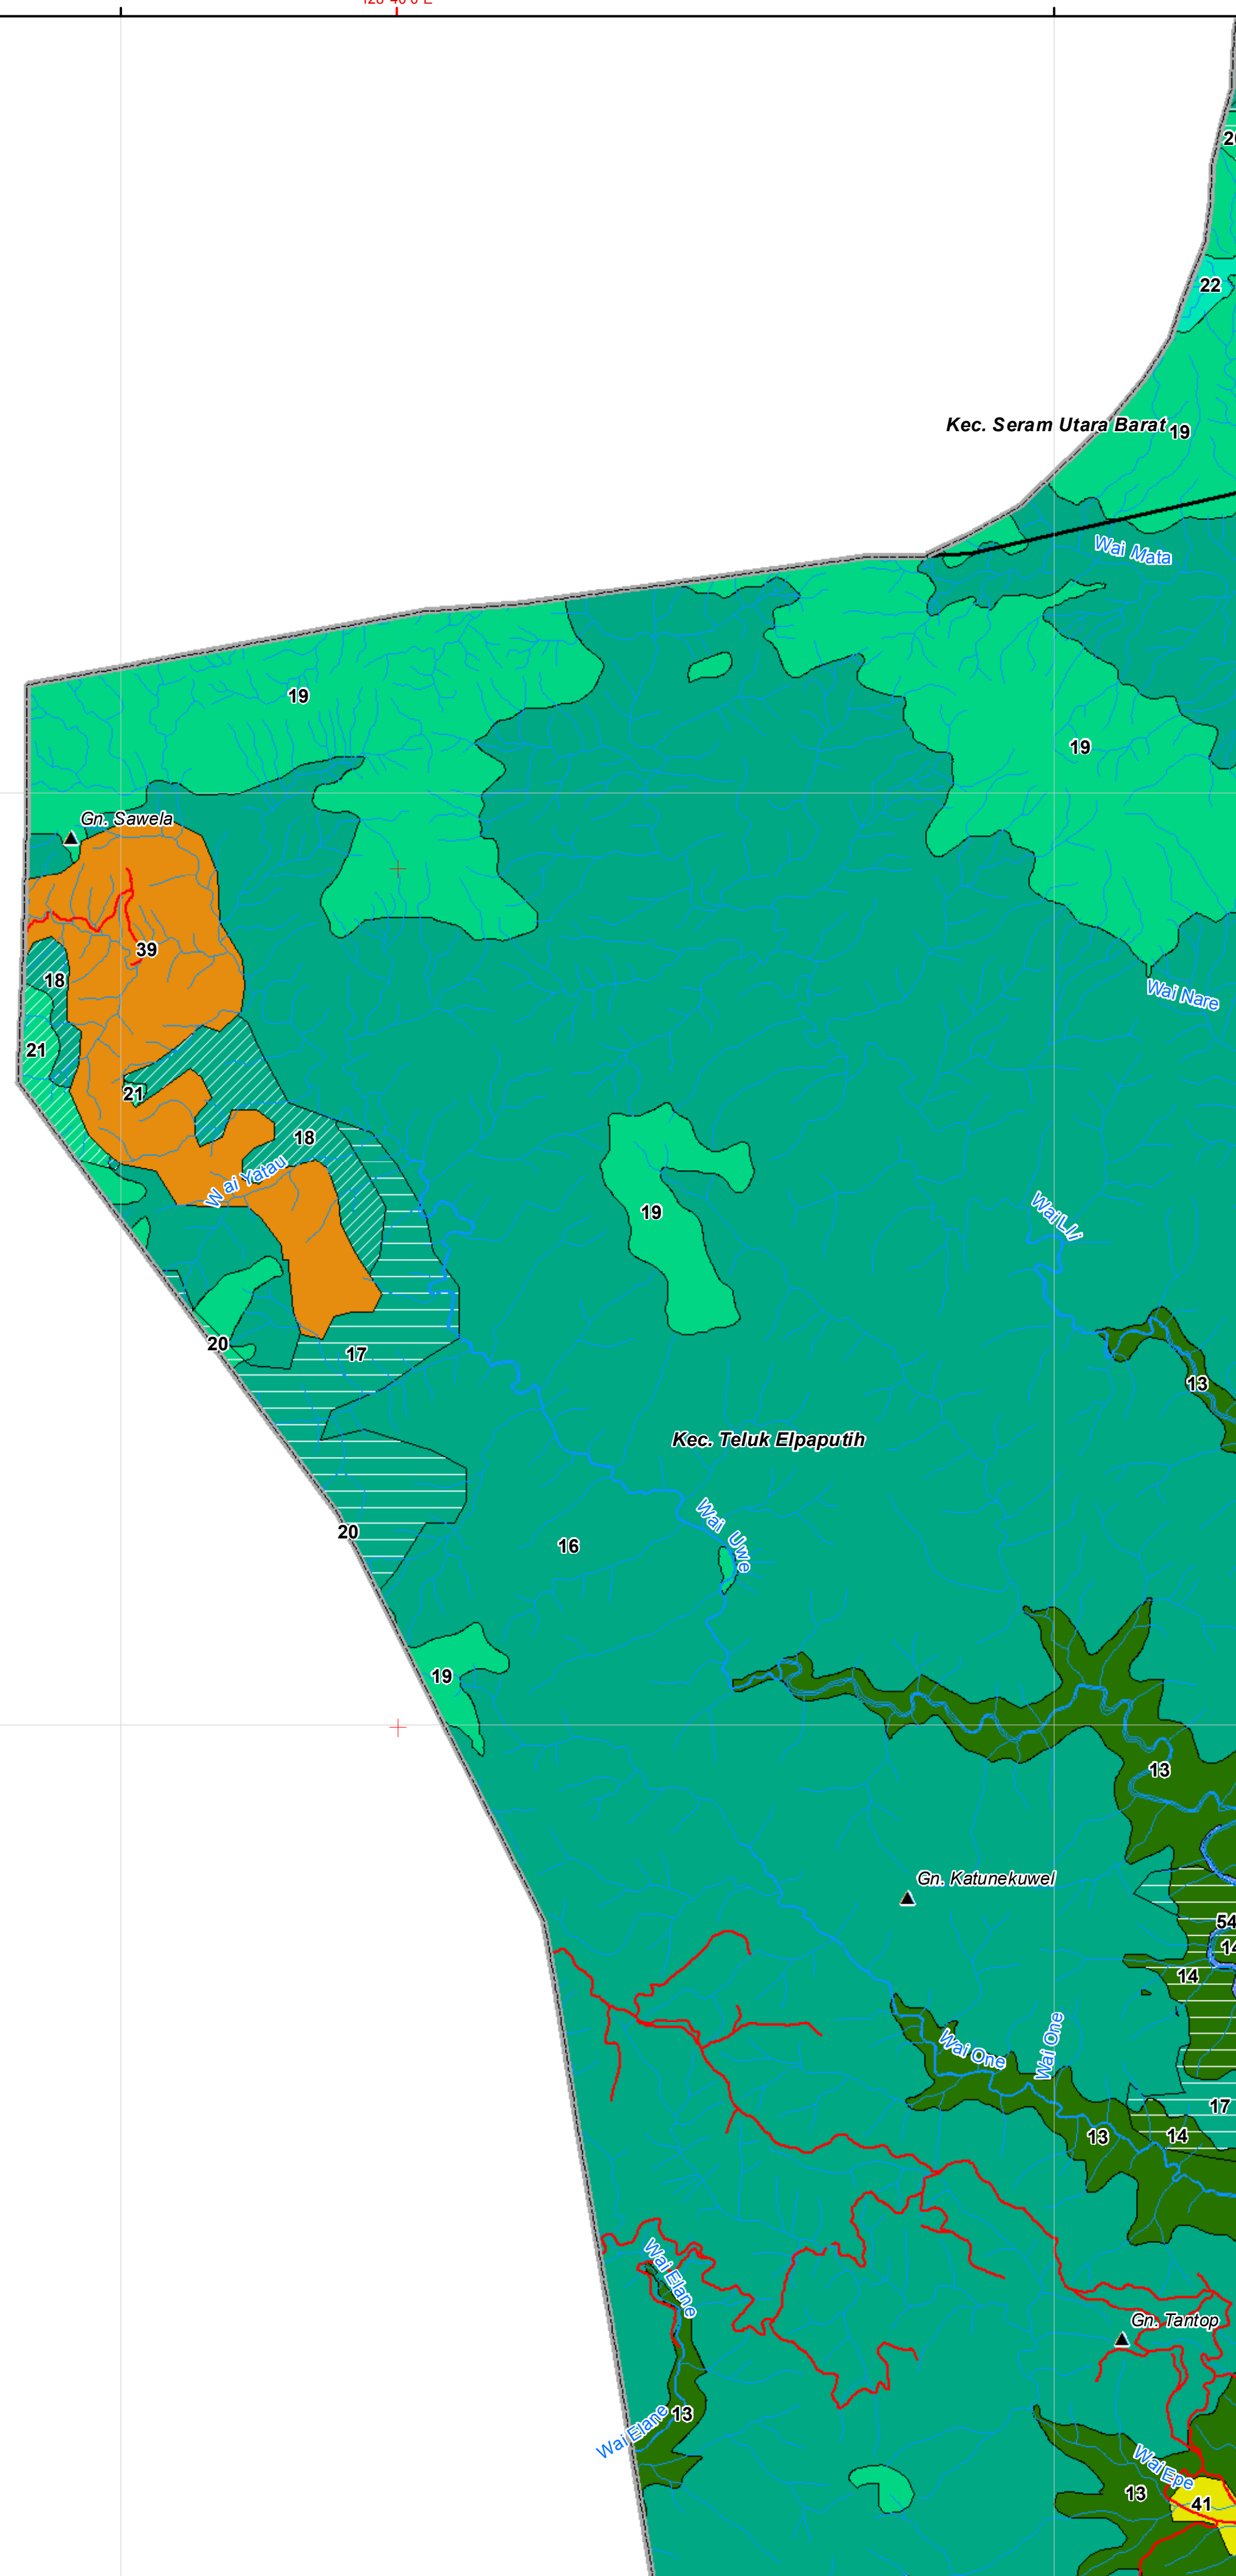 22
Kec. Seram Utara Barat
19
Wai Mata
19
19
Gn. Sawela
39
18
Wai Nare
21
21
18
W ai Yatau
19
Wai LIi
20
17
13
Kec. Teluk Elpaputih
Wai Uwe
20
16
19
13
Gn. Katunekuwel
54
14
14
Wai One
Wai One
17
13
14
Wai Elane
Gn. Tantop
13
Wai Elane
Wai Epe
13
41